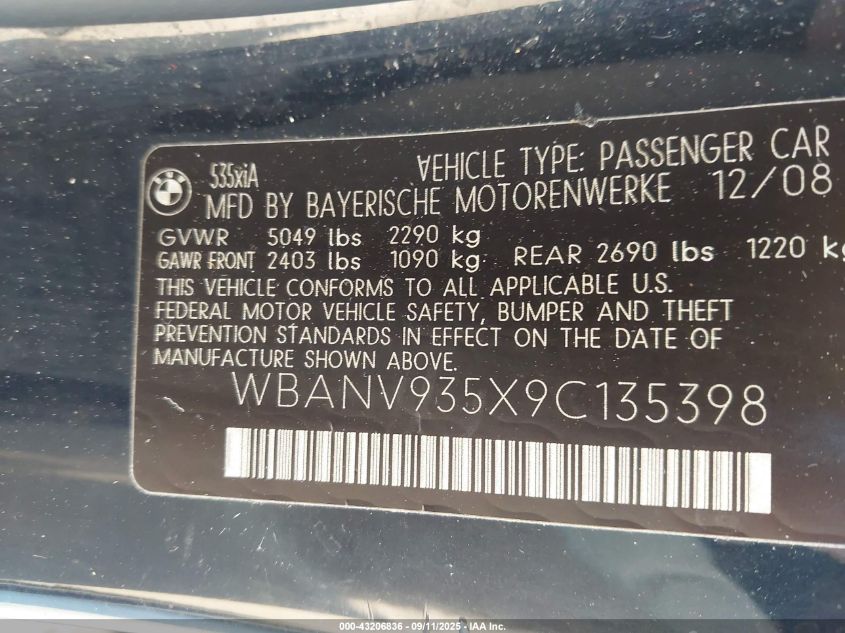 BMW
535xiA
VEHICLE TYPE: PASSENGER CAR
MFD BY BAYERISCHE MOTORENWERKE 12/08
GVWR 5049 lbs 2290 kg
GAWR FRONT 2403 lbs 1090 kg REAR 2690 lbs 1220 kg
THIS VEHICLE CONFORMS TO ALL APPLICABLE U.S.
FEDERAL MOTOR VEHICLE SAFETY, BUMPER AND THEFT
PREVENTION STANDARDS IN EFFECT ON THE DATE OF
MANUFACTURE SHOWN ABOVE.
WBANV935X9C135398
000-43206836 - 09/11/2025 - IAA Inc.